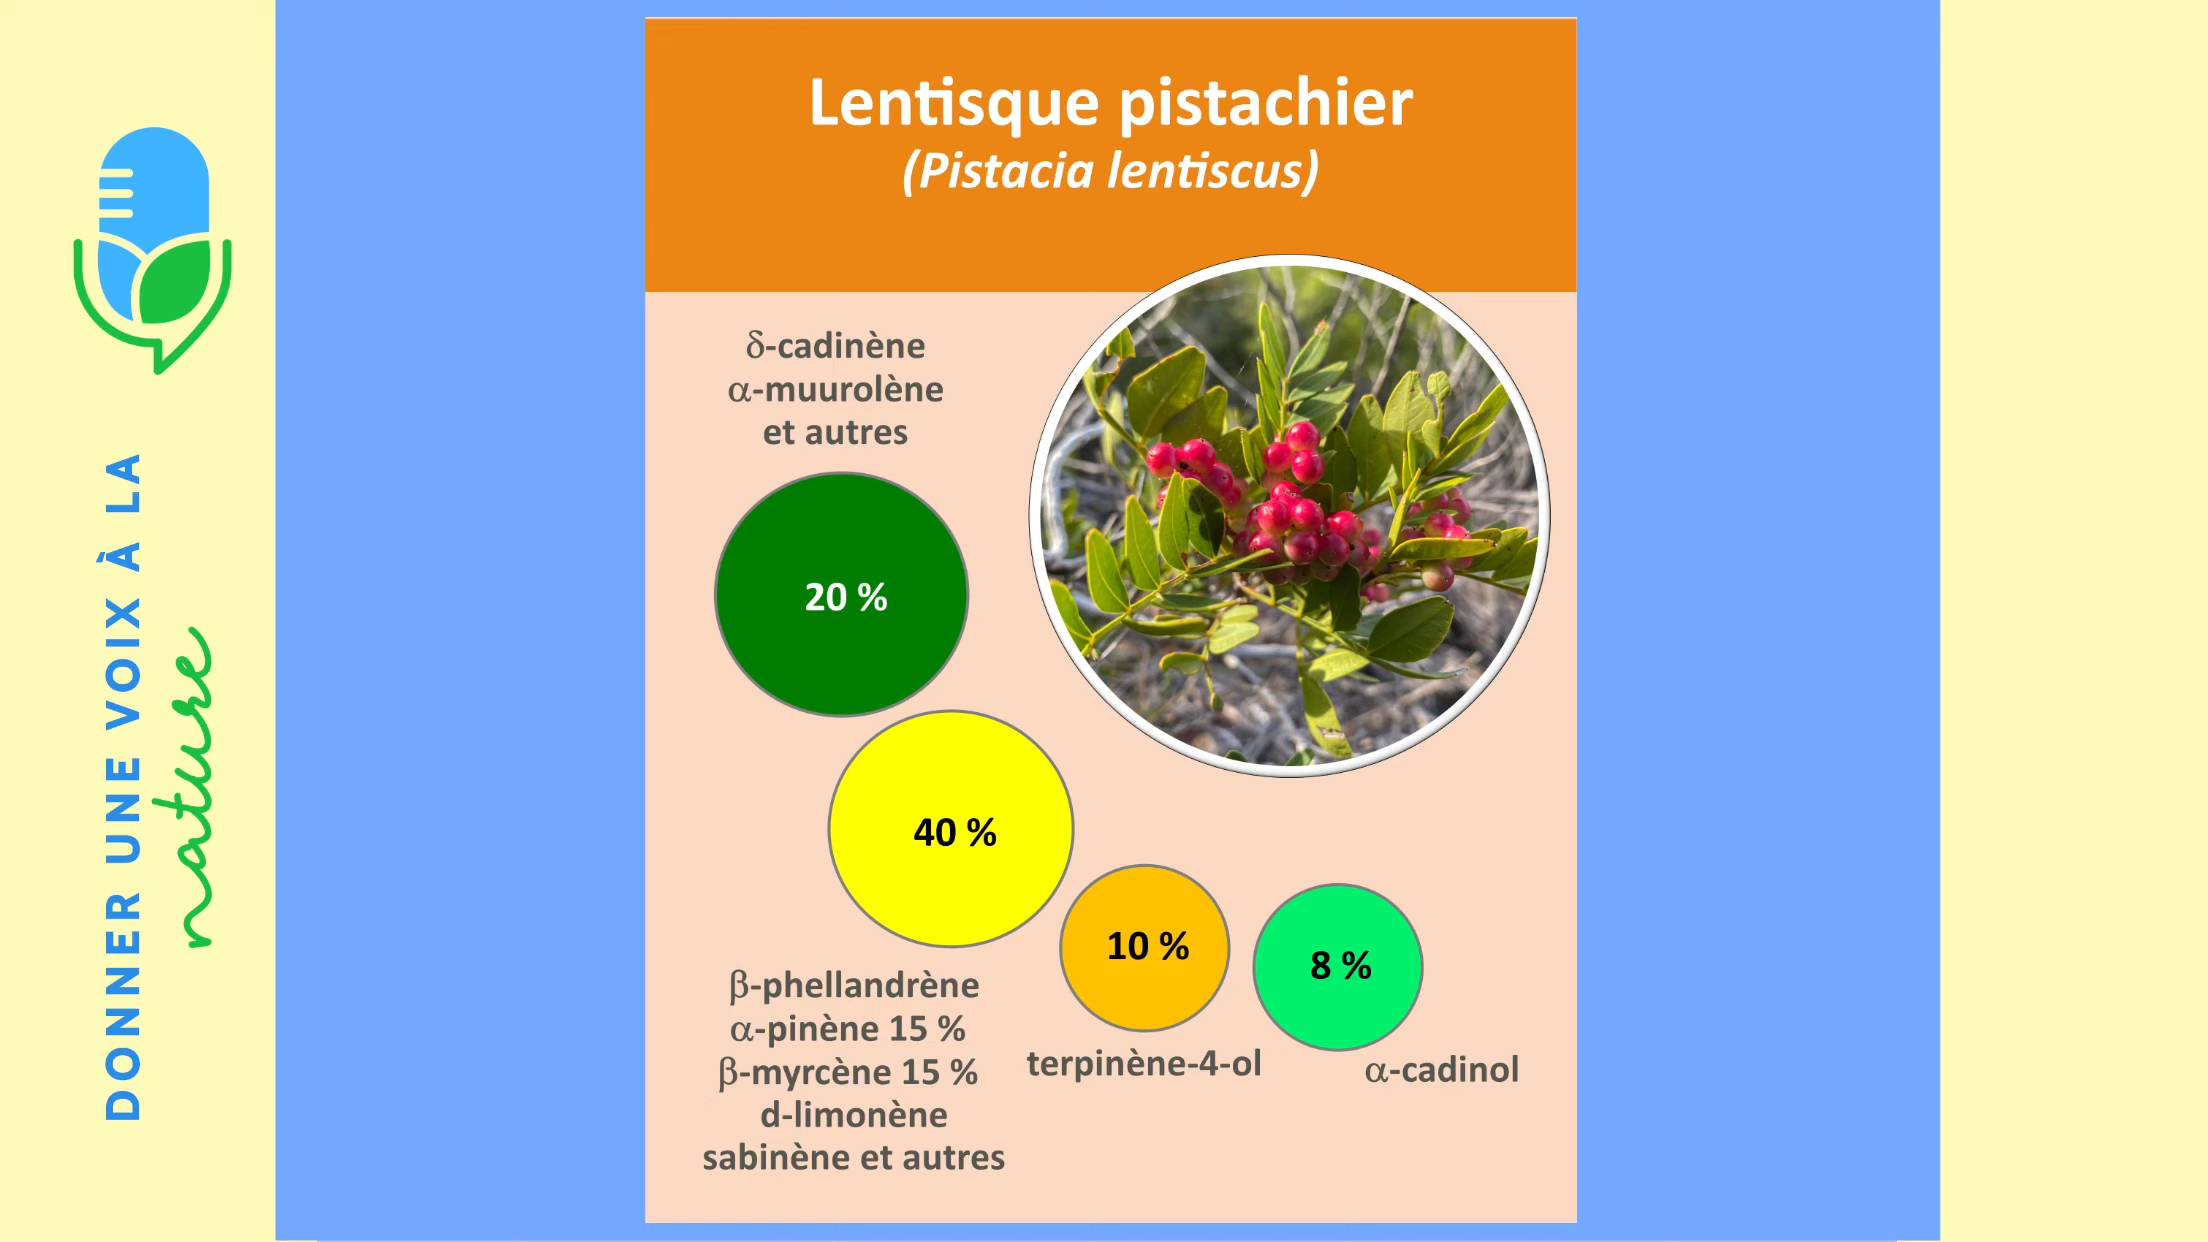 DONNER UNE VOIX À LA
nature
Lentisque pistachier
(Pistacia lentiscus)
δ-cadinène
α-muurolène
et autres
20 %
40 %
10 %
8 %
β-phellandrène
α-pinène 15 %
β-myrcène 15 %
d-limonène
sabinène et autres
terpinène-4-ol
α-cadinol